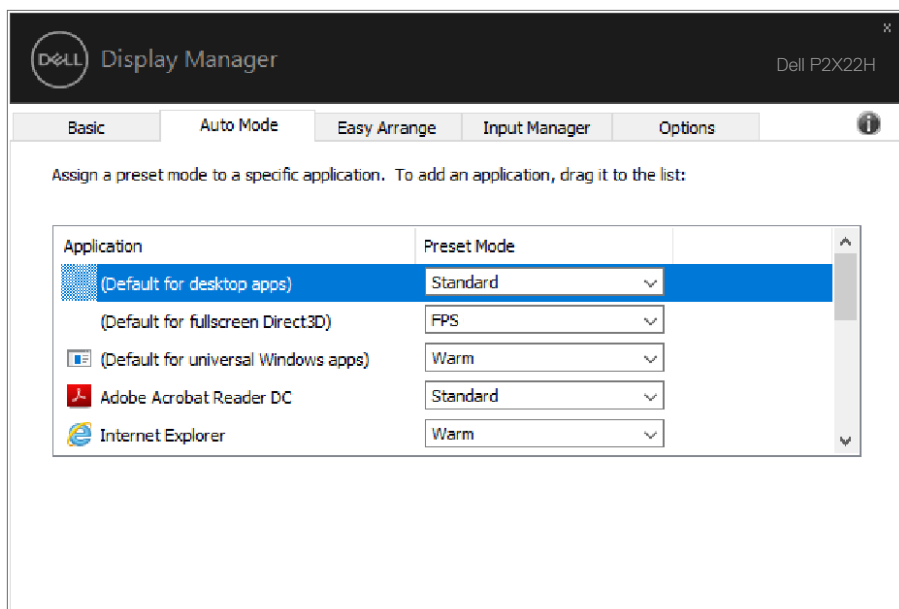 DELL Display Manager
x
Dell P2X22H
Basic Auto Mode Easy Arrange Input Manager Options
Assign a preset mode to a specific application. To add an application, drag it to the list:
Application Preset Mode
(Default for desktop apps) Standard
(Default for fullscreen Direct3D) FPS
(Default for universal Windows apps) Warm
Adobe Acrobat Reader DC Standard
Internet Explorer Warm